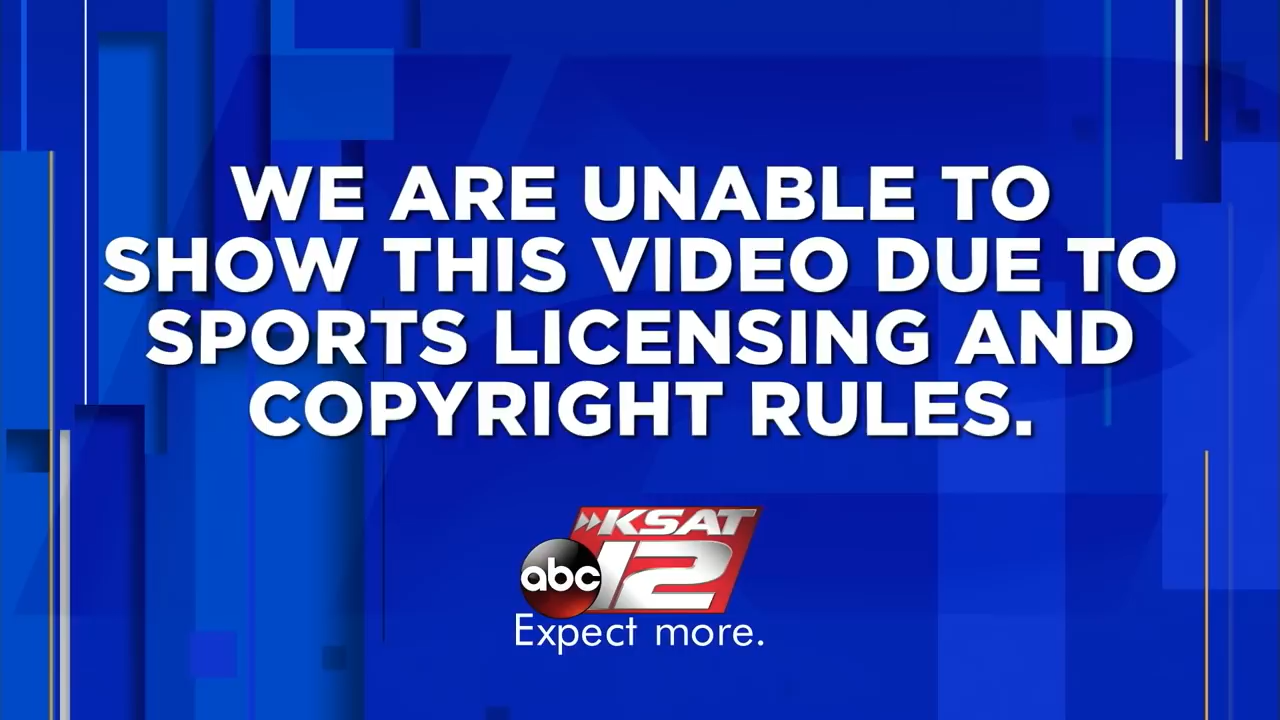 WE ARE UNABLE TO
SHOW THIS VIDEO DUE TO
SPORTS LICENSING AND
COPYRIGHT RULES.
KSAT
abc 12
Expect more.